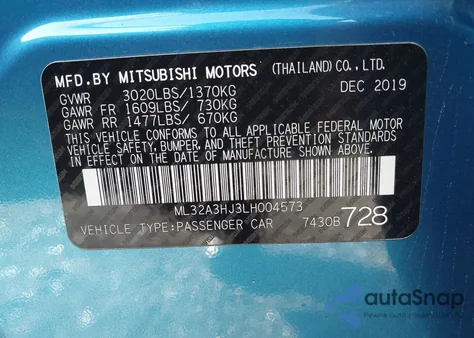 MFD.BY MITSUBISHI MOTORS (THAILAND) CO.,LTD.
GVWR 3020LBS/1370KG DEC 2019
GAWR FR 1609LBS/ 730KG
GAWR RR 1477LBS/ 670KG
THIS VEHICLE CONFORMS TO ALL APPLICABLE FEDERAL MOTOR
VEHICLE SAFETY, BUMPER, AND THEFT PREVENTION STANDARDS
IN EFFECT ON THE DATE OF MANUFACTURE SHOWN ABOVE.
ML32A3HJ3LH004573
VEHICLE TYPE:PASSENGER CAR 7430B 728
autoSnap